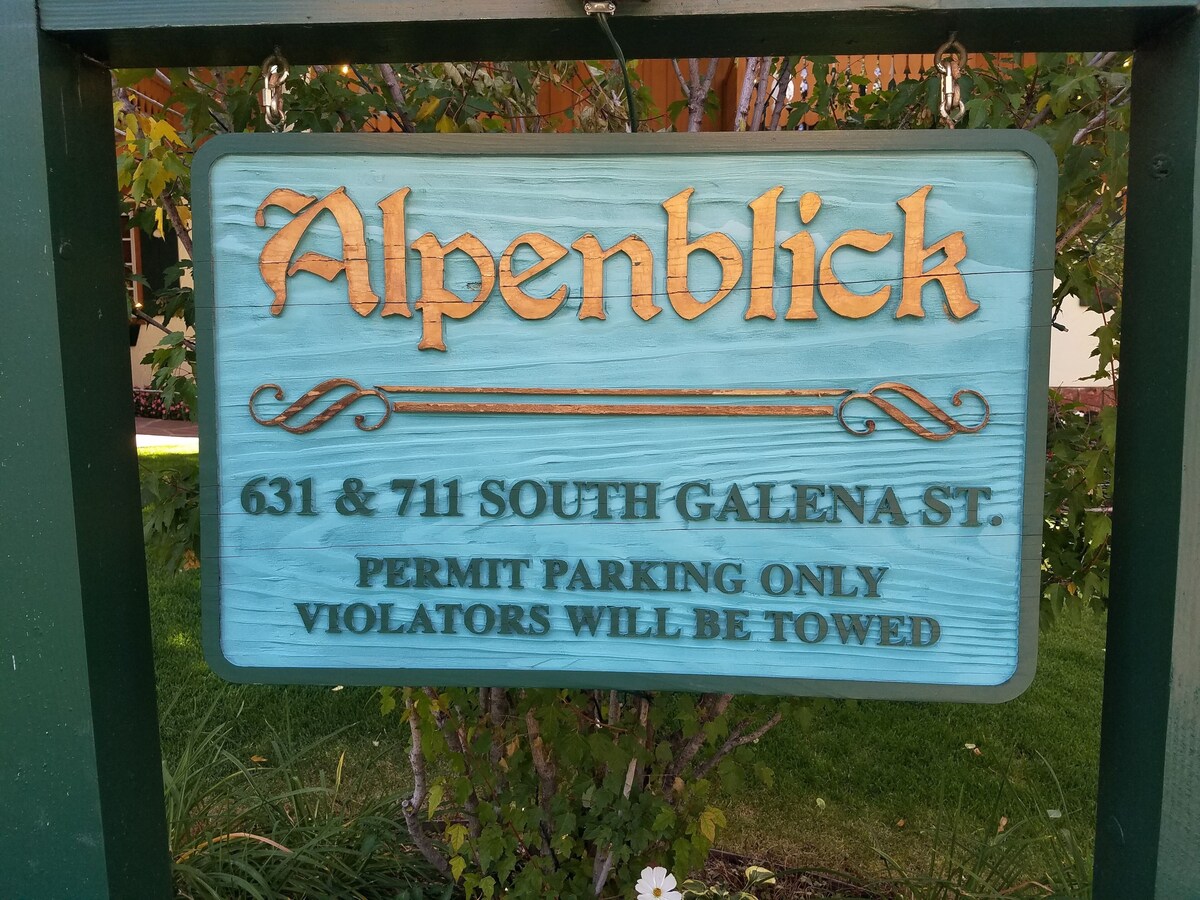 Alpenblick
631 & 711 SOUTH GALENA ST.
PERMIT PARKING ONLY
VIOLATORS WILL BE TOWED